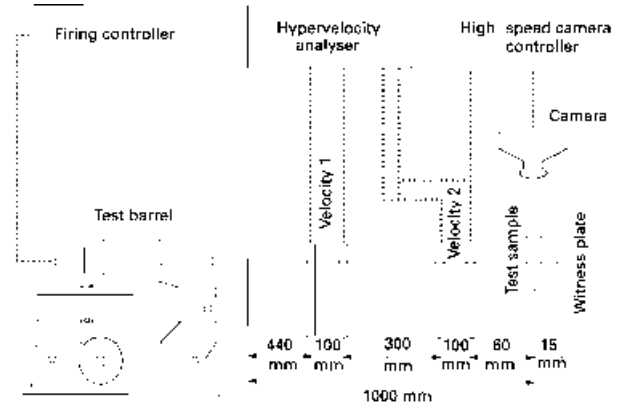 Firing controller
Hypervelocity
analyser
High speed camera
controller
Camera
Velocity 1
Velocity 2
Test barrel
Test sample
Witness plate
440 100 300 100 60 15
mm mm mm mm mm mm
1000 mm